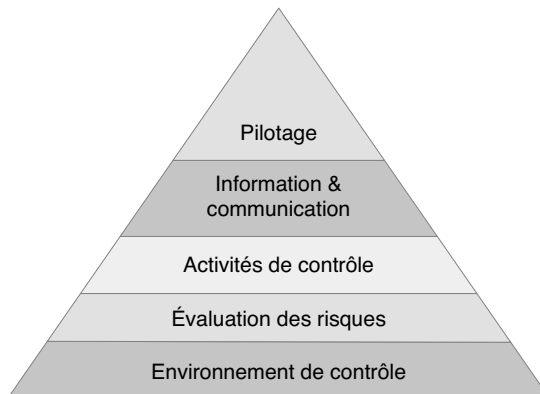 Pilotage
Information &
communication
Activités de contrôle
Évaluation des risques
Environnement de contrôle